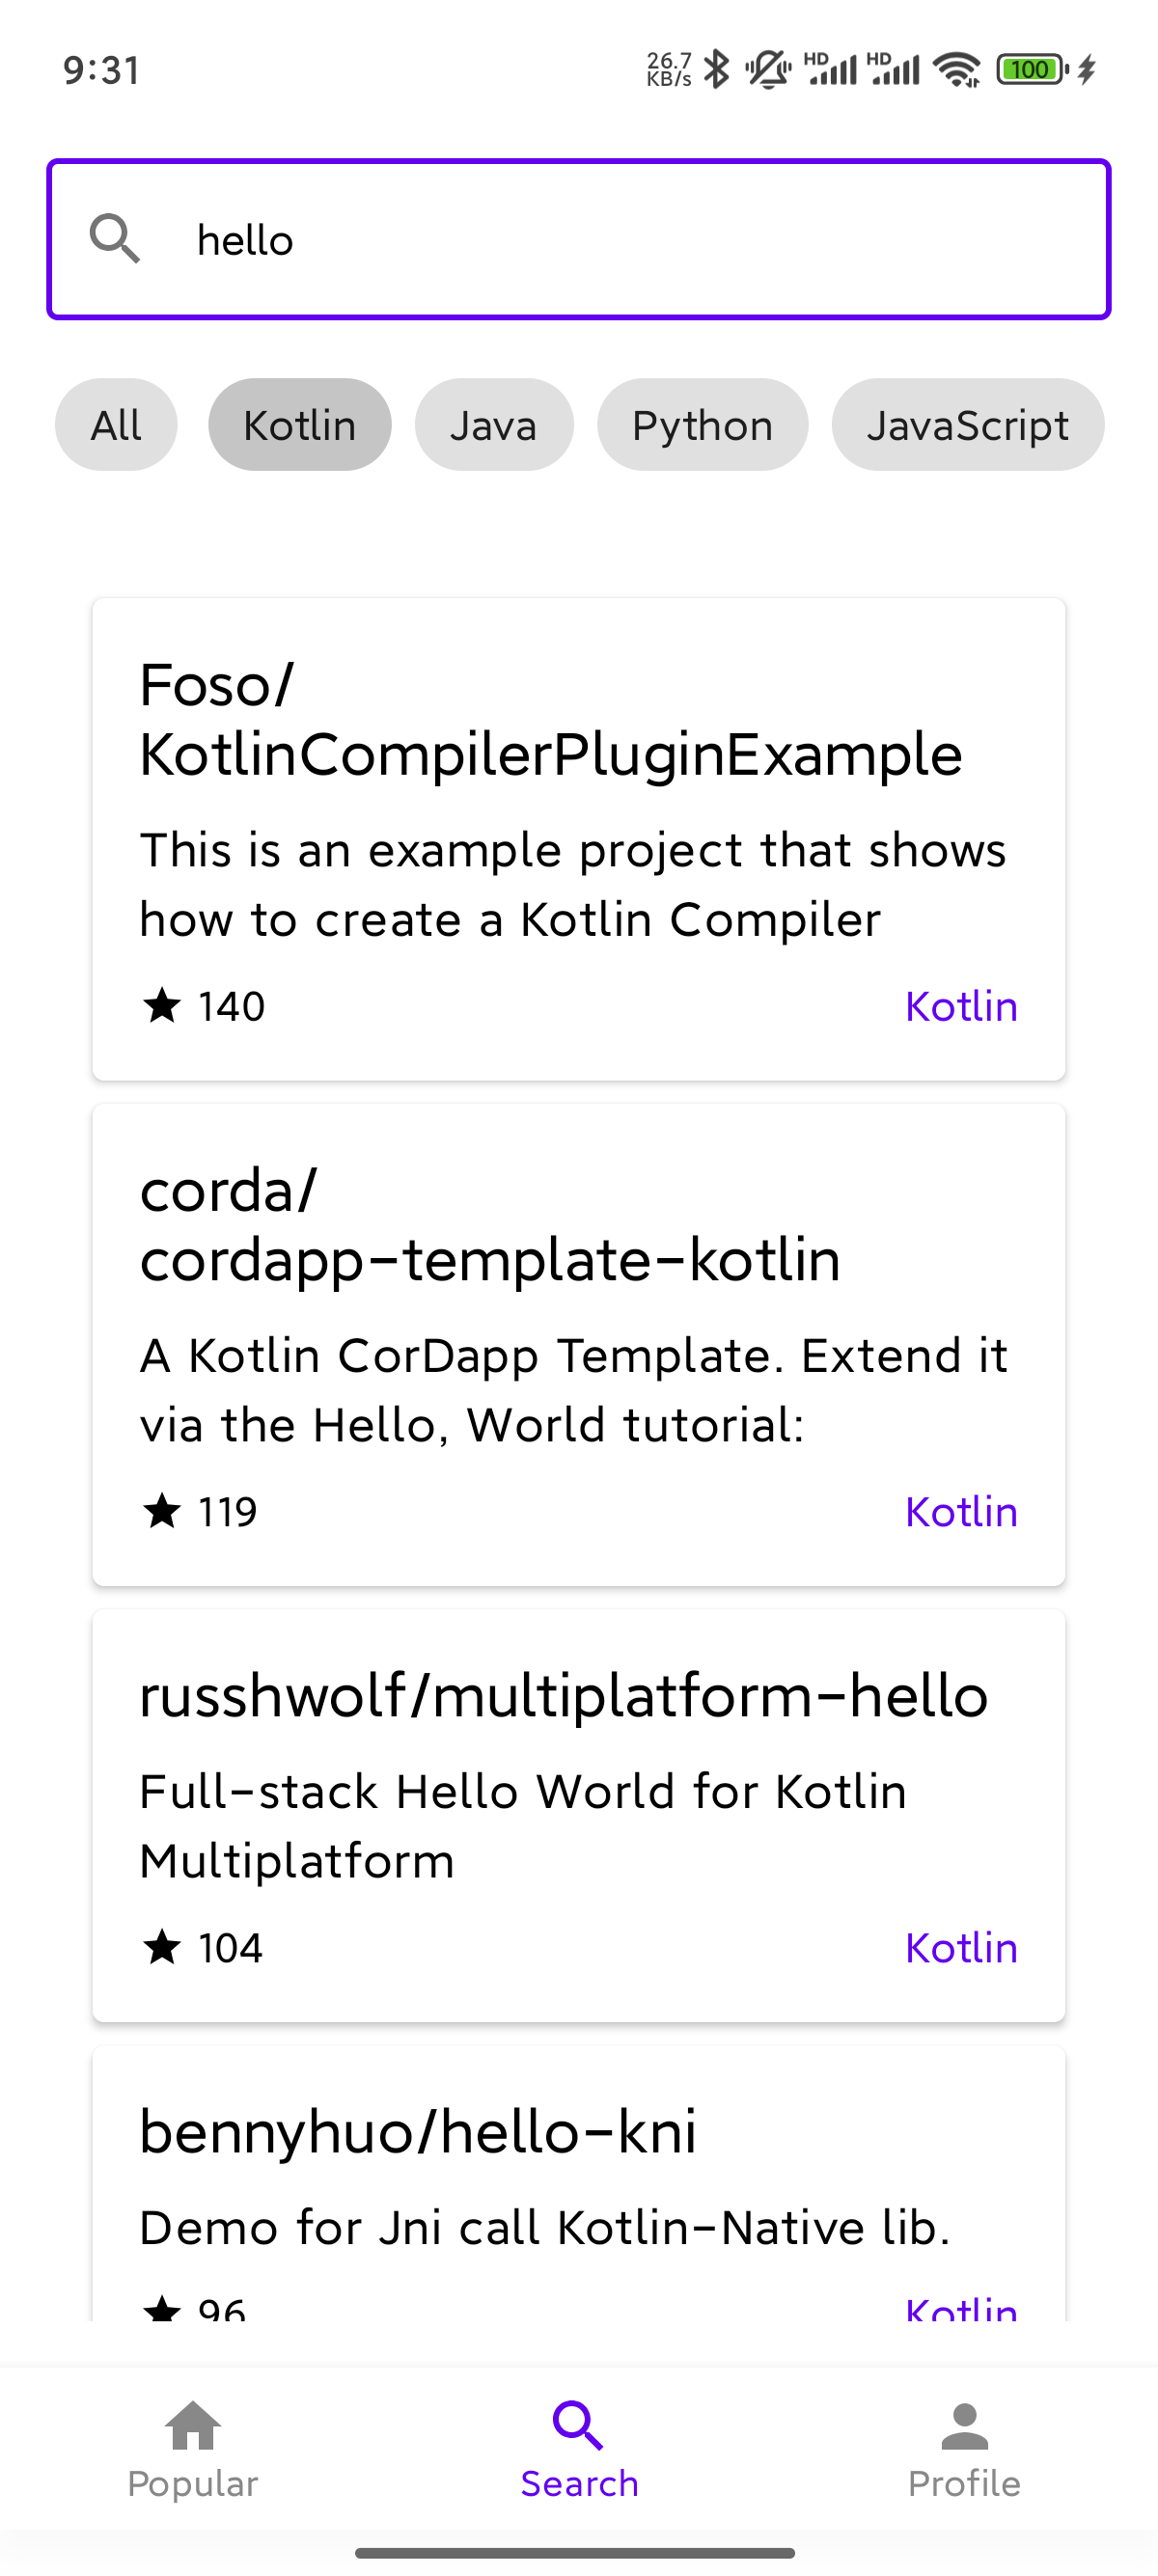 9:31
26.7
KB/s
HD
HD
100
hello
All
Kotlin
Java
Python
JavaScript
Foso/
KotlinCompilerPluginExample
This is an example project that shows
how to create a Kotlin Compiler
140
Kotlin
corda/
cordapp-template-kotlin
A Kotlin CorDapp Template. Extend it
via the Hello, World tutorial:
119
Kotlin
russhwolf/multiplatform-hello
Full-stack Hello World for Kotlin
Multiplatform
104
Kotlin
bennyhuo/hello-kni
Demo for Jni call Kotlin-Native lib.
96
Kotlin
Popular
Search
Profile